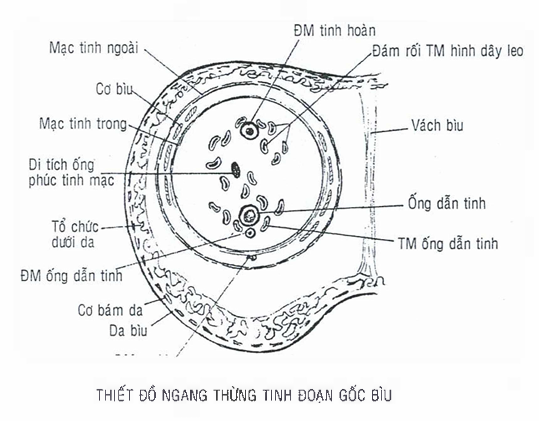 ĐM tinh hoàn
Mạc tinh ngoài
Đám rối TM hình dây leo
Cơ bìu
Mạc tinh trong
Vách bìu
Di tích ống
phúc tinh mạc
Ống dẫn tinh
Tổ chức
dưới da
TM ống dẫn tinh
ĐM ống dẫn tinh
Cơ bám da
Da bìu
THIẾT ĐỒ NGANG THỪNG TINH ĐOẠN GỐC BÌU